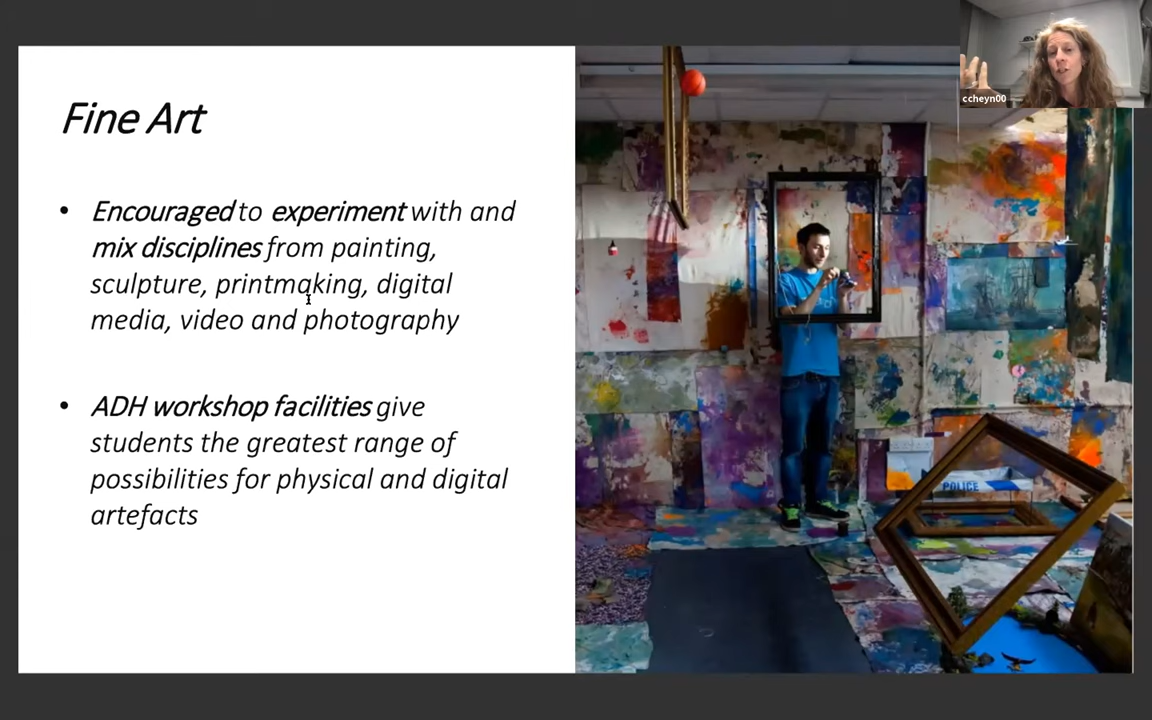 Fine Art
• Encouraged to experiment with and
mix disciplines from painting,
sculpture, printmaking, digital
media, video and photography
• ADH workshop facilities give
students the greatest range of
possibilities for physical and digital
artefacts
ccheyn00
POLICE